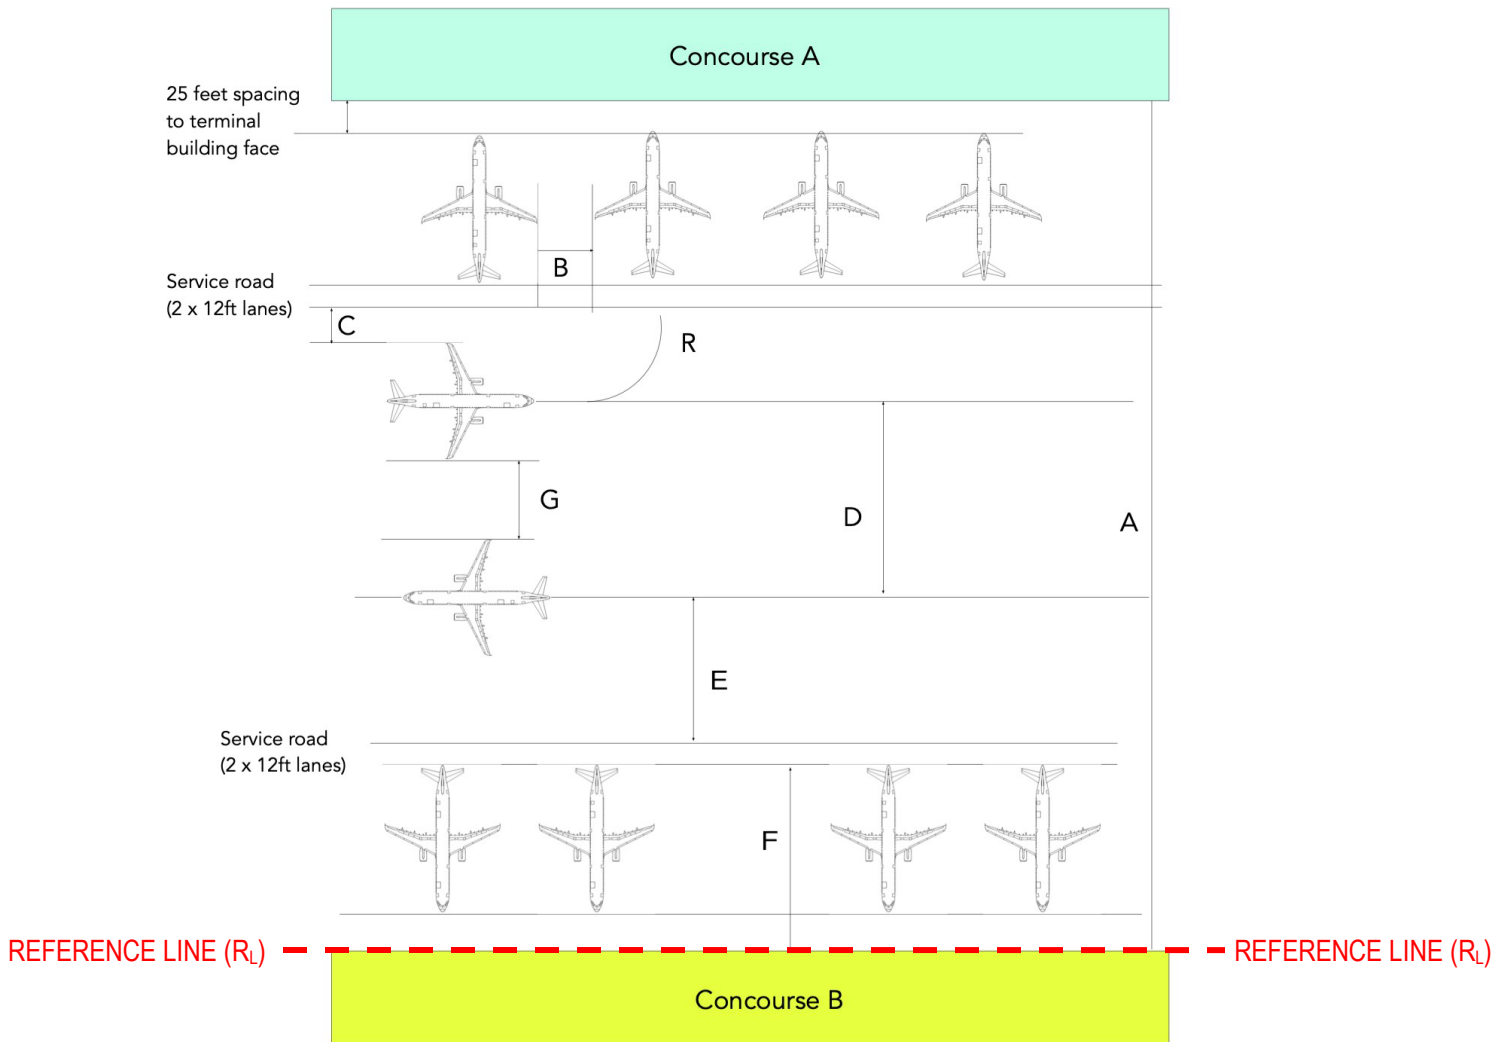 Concourse A
25 feet spacing
to terminal
building face
B
Service road
(2 x 12ft lanes)
C
R
G
D
A
E
Service road
(2 x 12ft lanes)
F
REFERENCE LINE (RL)
REFERENCE LINE (RL)
Concourse B